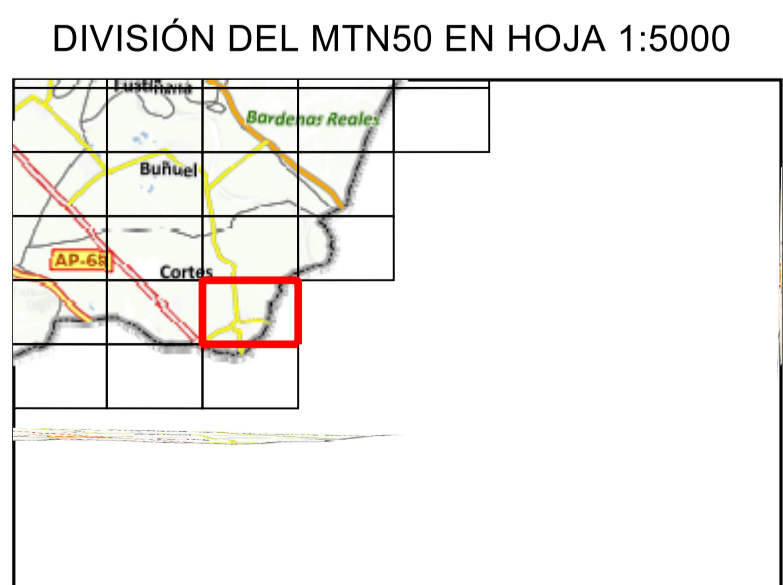 DIVISIÓN DEL MTN50 EN HOJA 1:5000
Bardenas Reales
Buñuel
AP-68
Cortes